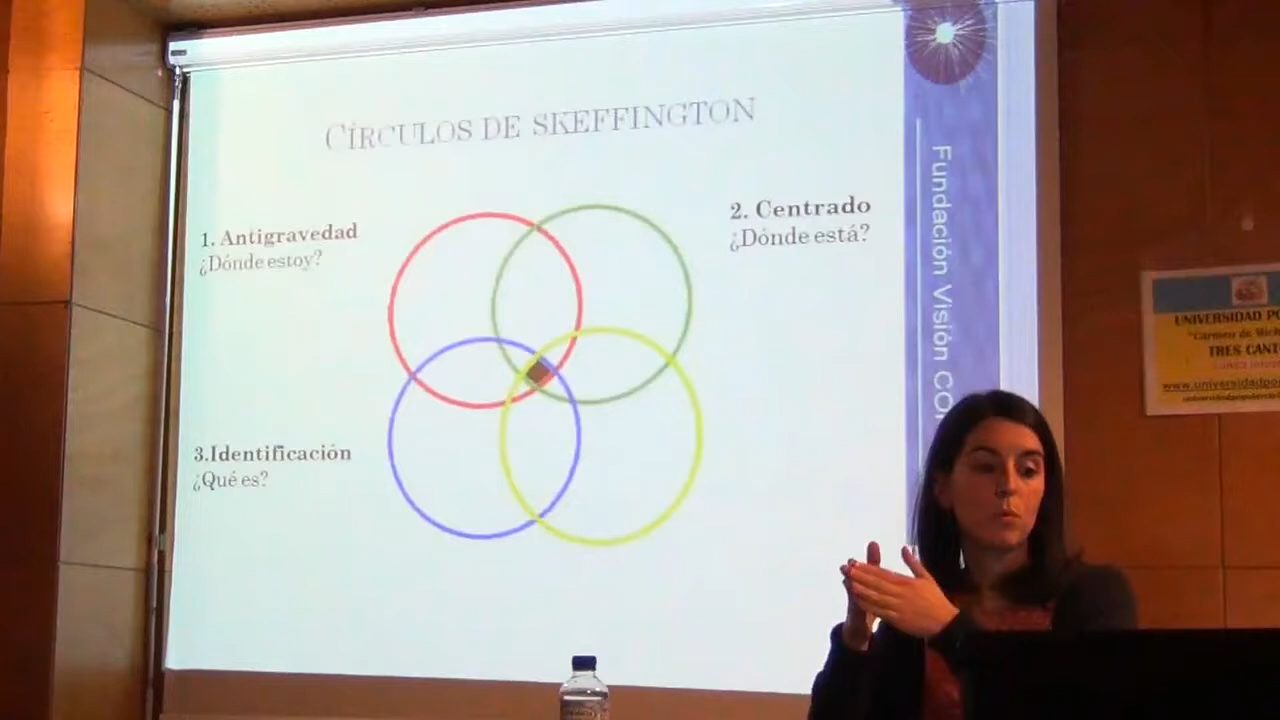 CÍRCULOS DE SKEFFINGTON
1. Antigravedad
¿Dónde estoy?
2. Centrado
¿Dónde está?
3.Identificación
¿Qué es?
Fundación Visión CO
UNIVERSIDAD PO
"Carmen de Mich
TRES CANT
www.universidadpo
universidadpopular